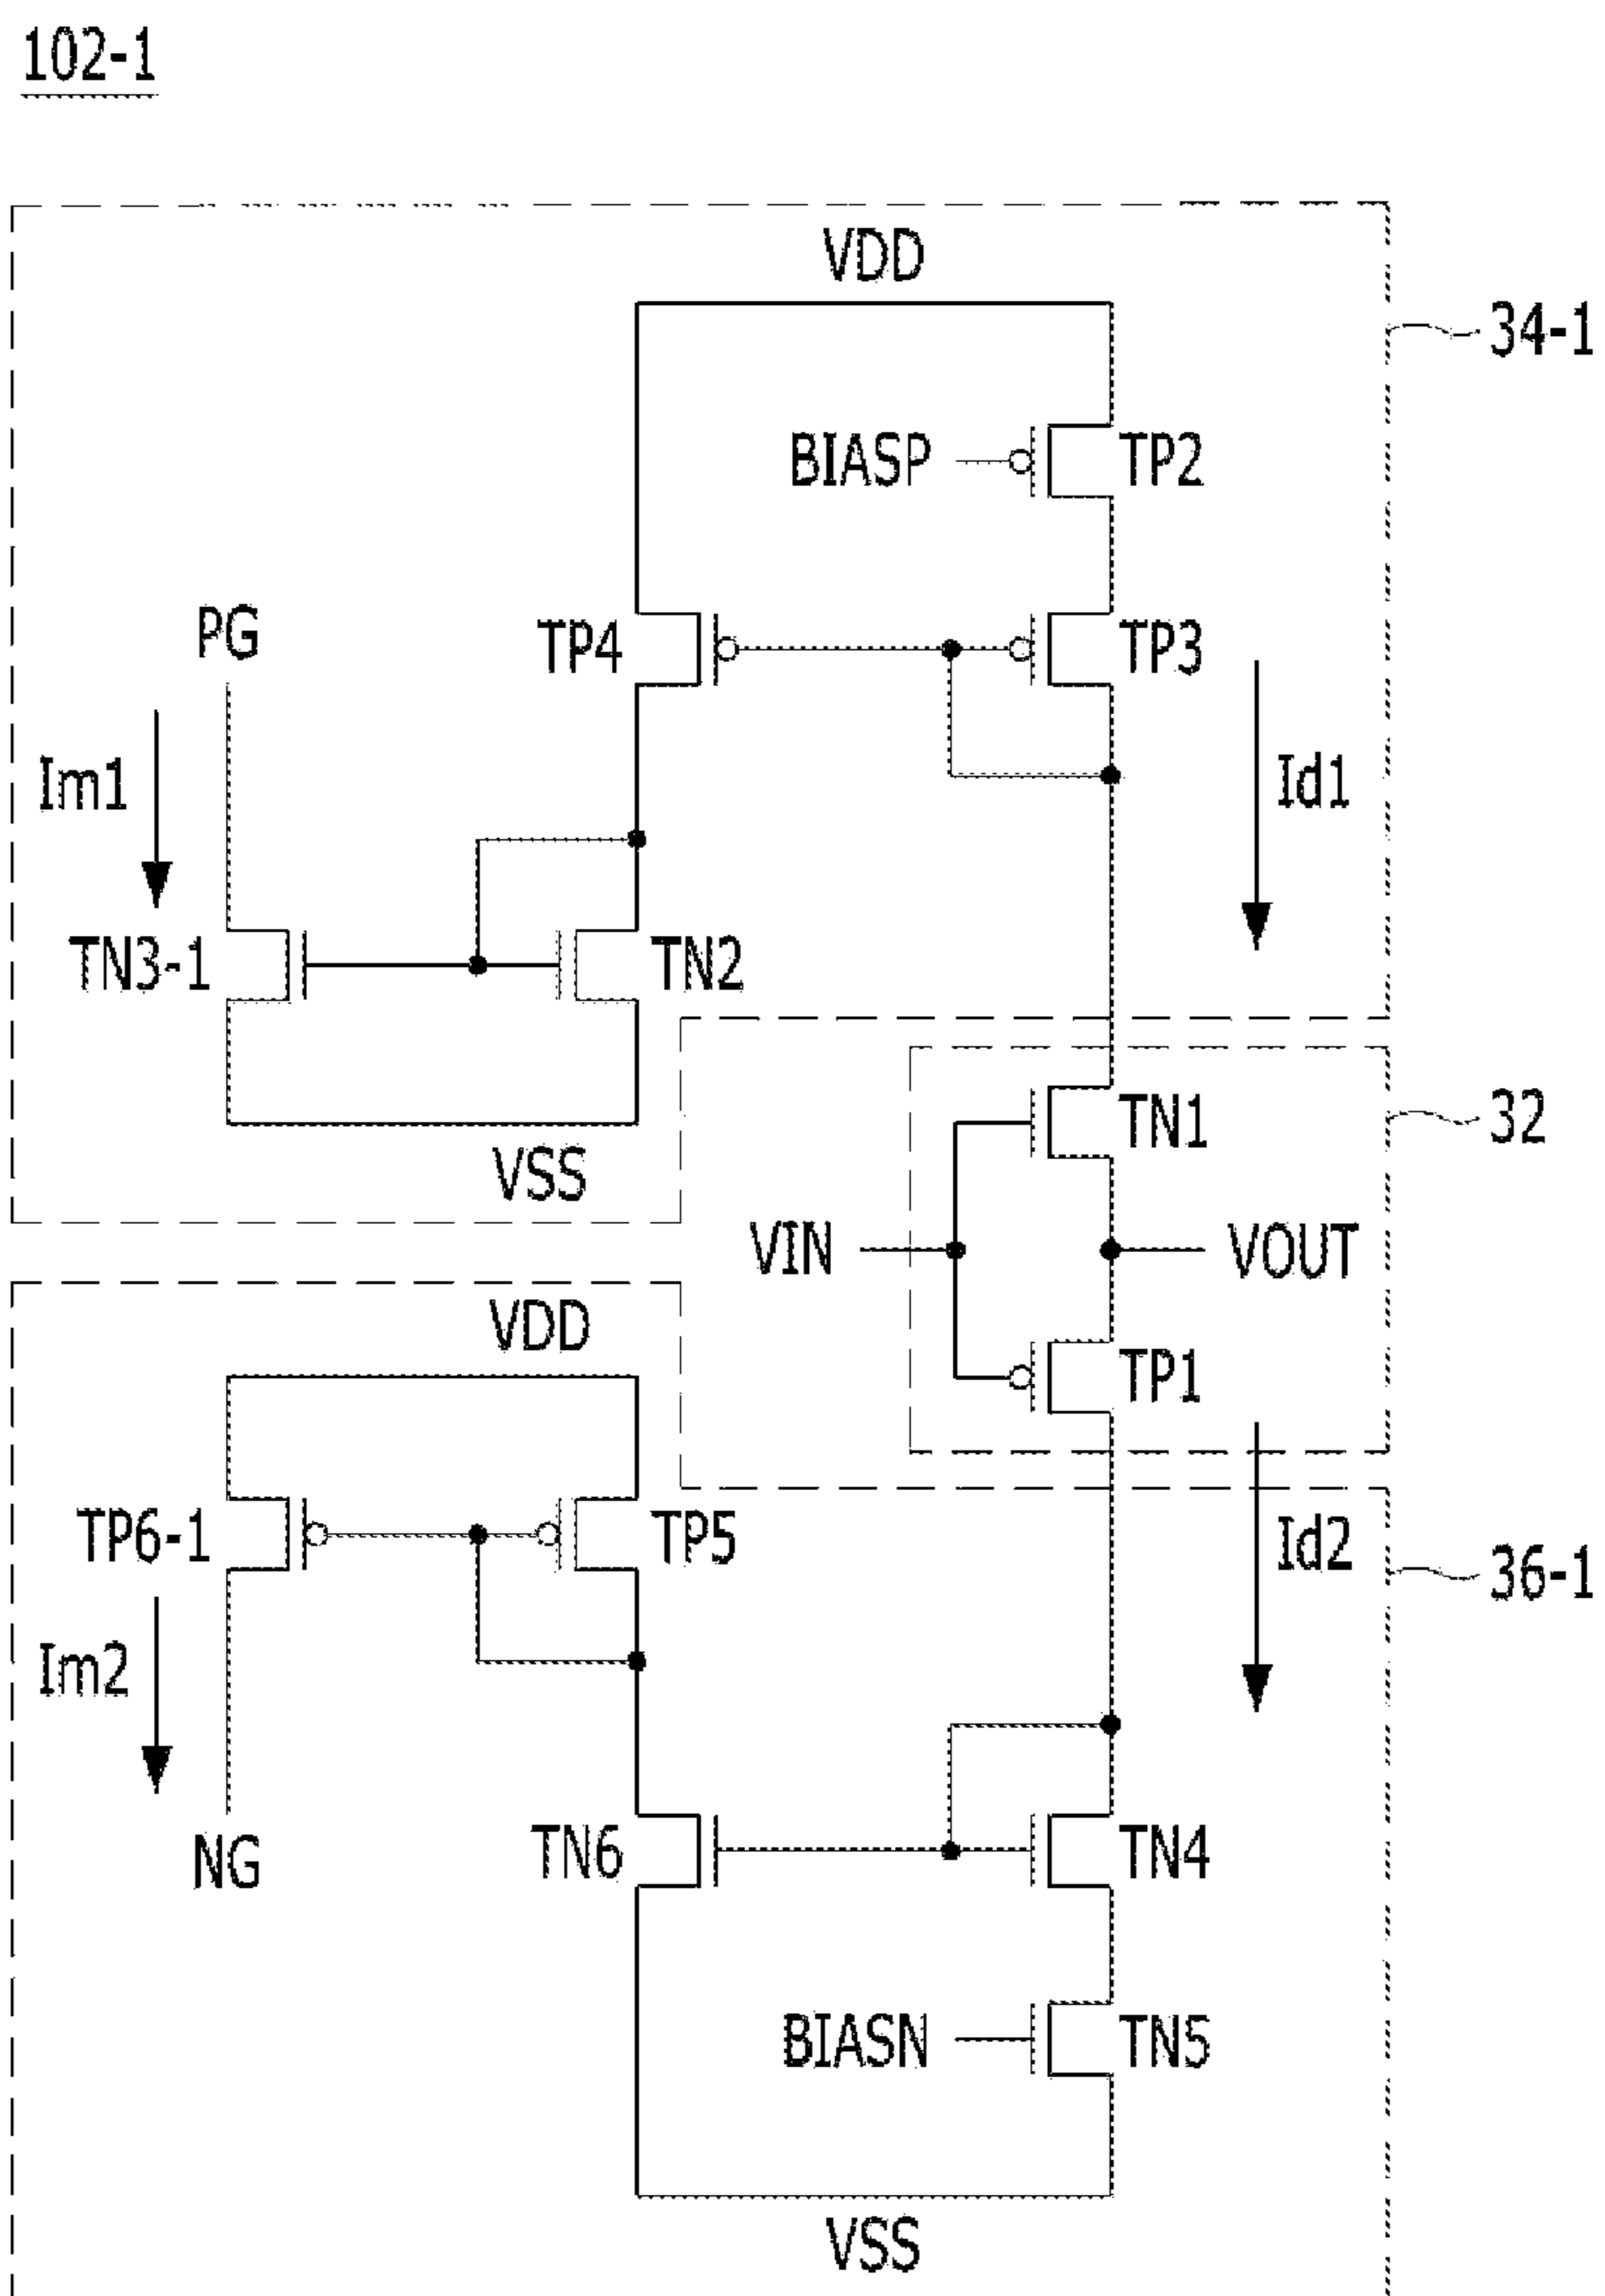 102-1
VDD
34-1
BIASP
TP2
PG
TP4
TP3
Im1
Id1
TN3-1
TN2
TN1
32
VSS
VIN
VOUT
VDD
TP1
TP6-1
TP5
Id2
36-1
Im2
NG
TN6
TN4
BIASN
TN5
VSS